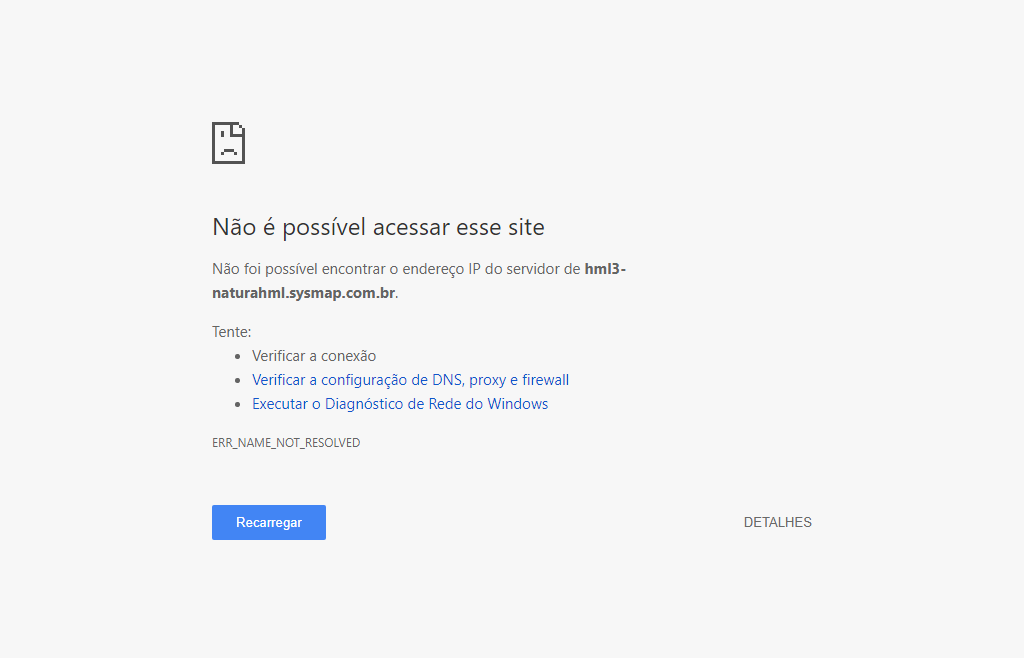 Não é possível acessar esse site
Não foi possível encontrar o endereço IP do servidor de hml3-
naturahml.sysmap.com.br.
Tente:
Verificar a conexão
Verificar a configuração de DNS, proxy e firewall
Executar o Diagnóstico de Rede do Windows
ERR_NAME_NOT_RESOLVED
Recarregar
DETALHES